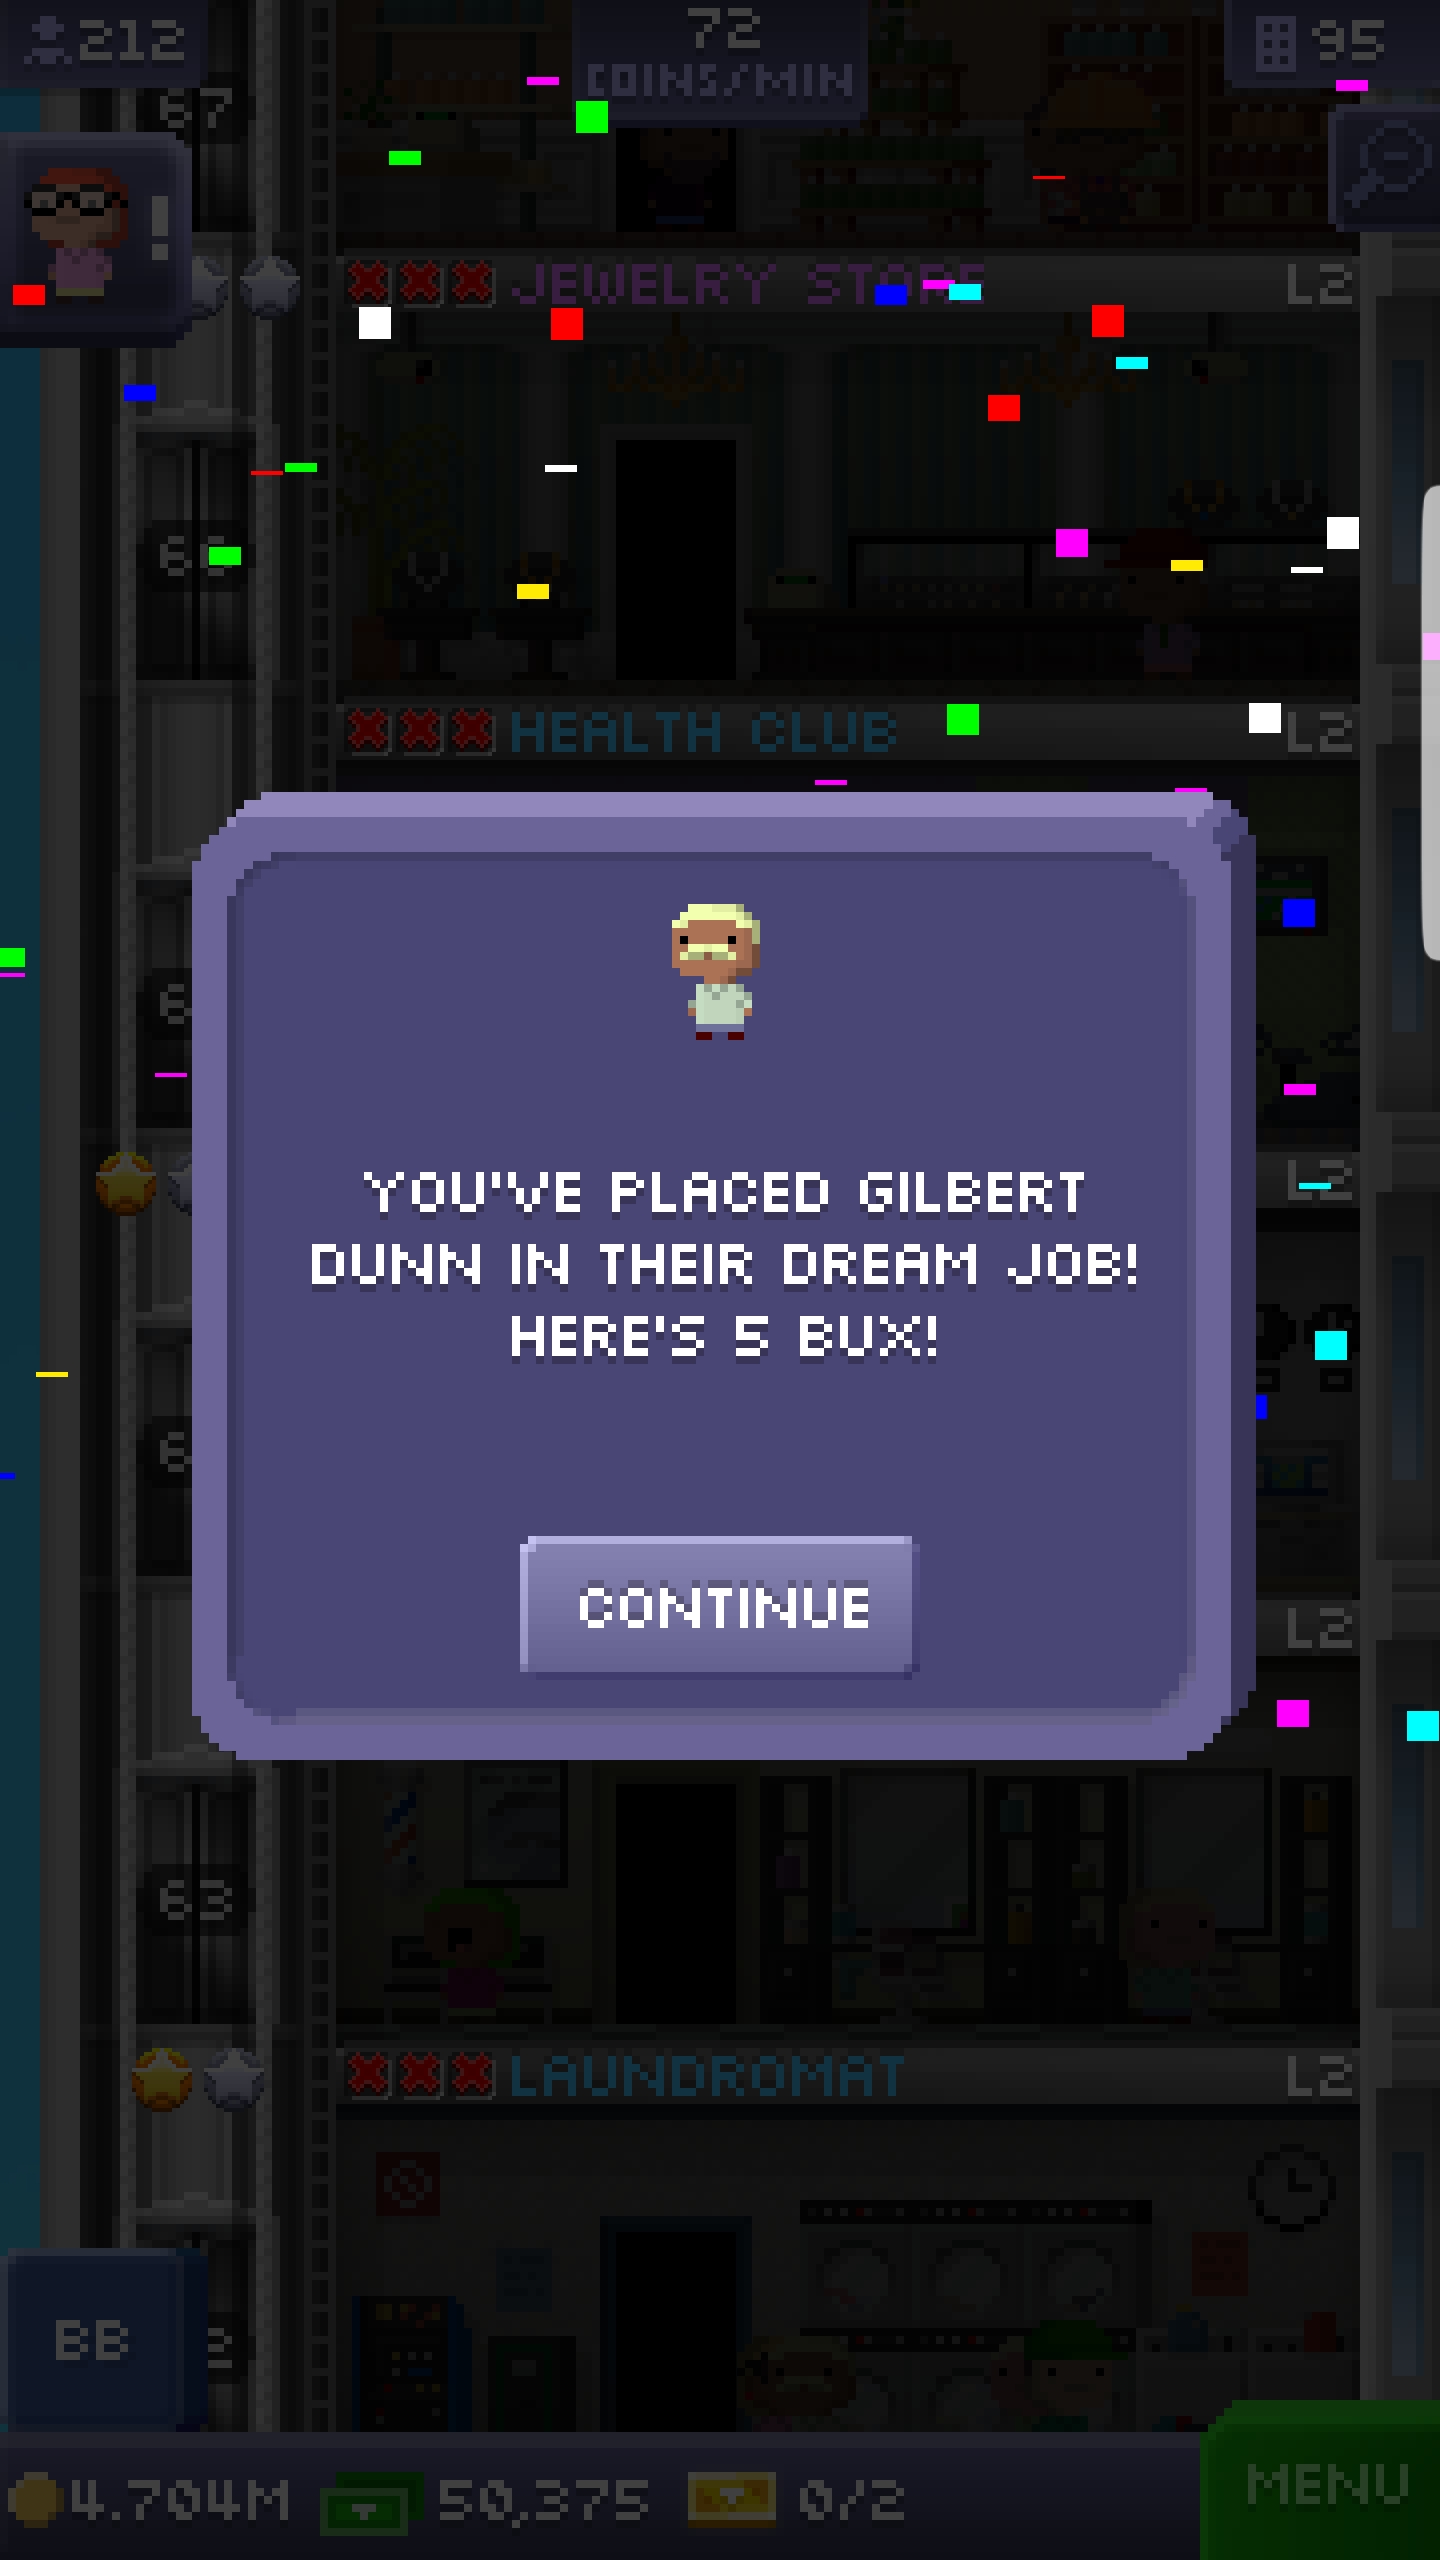 212
72
COINS/MIN
95
67
!
JEWELRY STORE
L2
HEALTH CLUB
L2
L2
YOU'VE PLACED GILBERT
DUNN IN THEIR DREAM JOB!
HERE'S 5 BUX!
CONTINUE
L2
63
LAUNDROMAT
L2
BB
4.704M
50,375
0/2
MENU